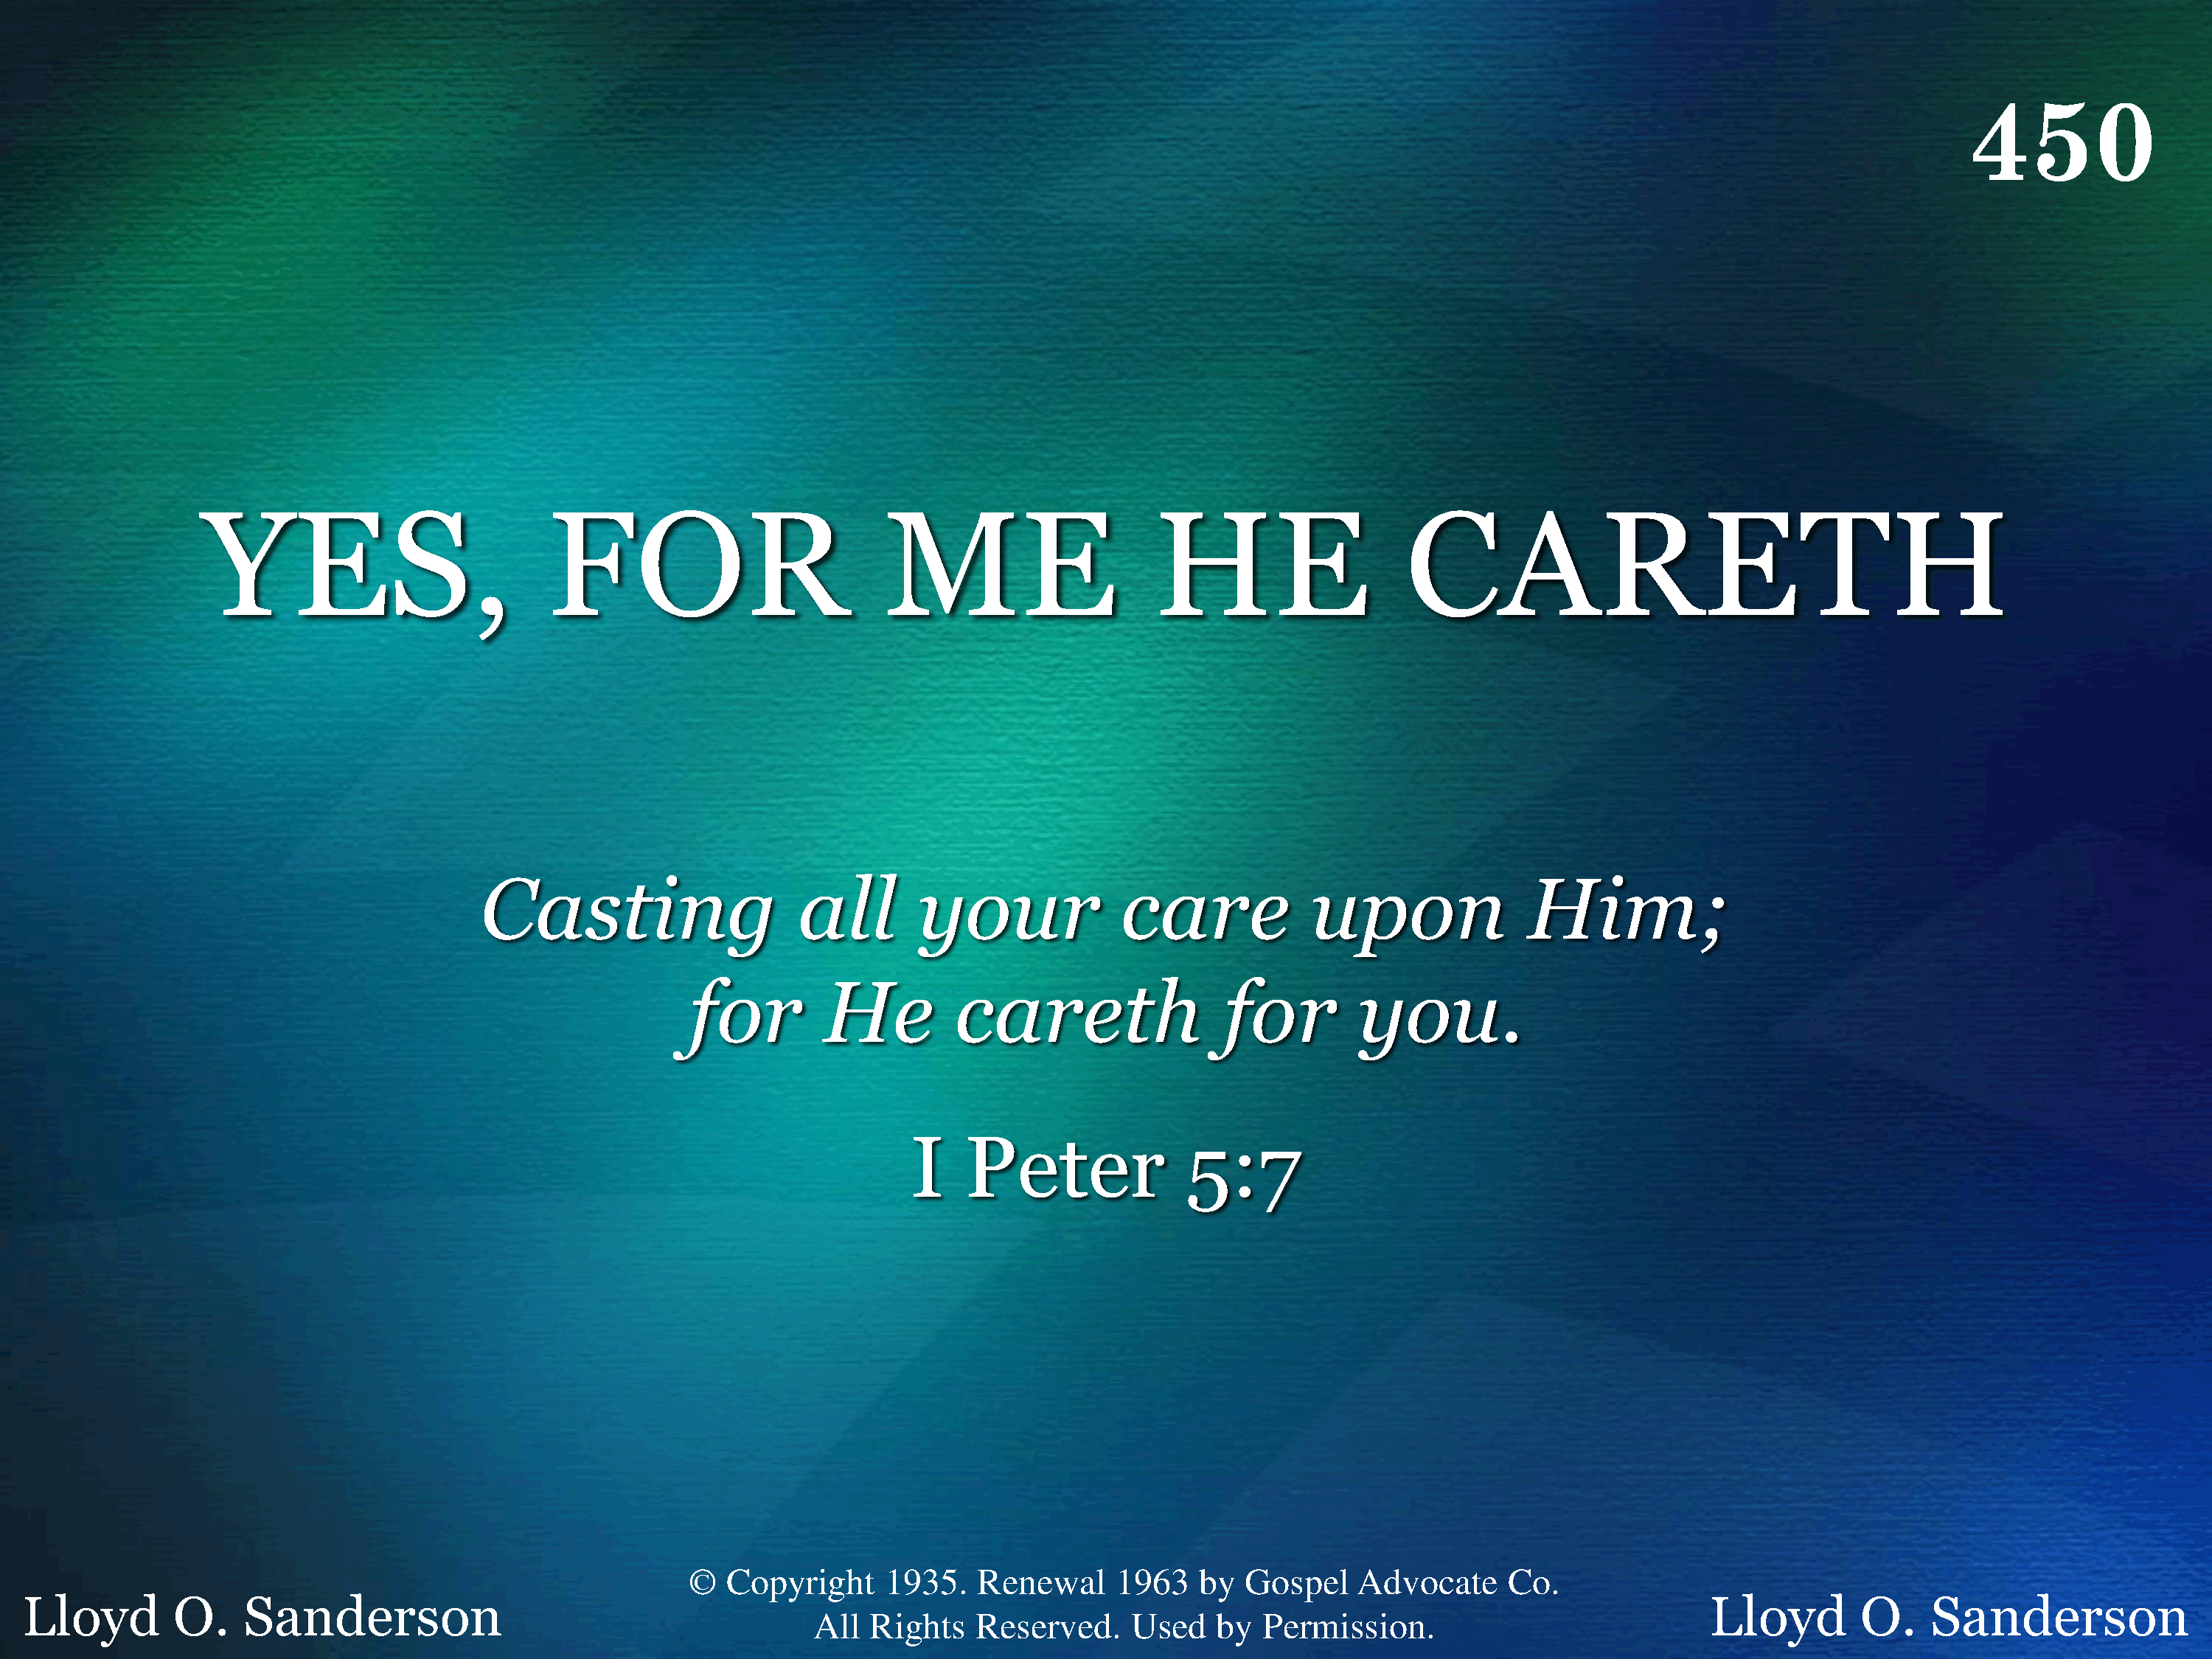 450
YES, FOR ME HE CARETH
Casting all your care upon Him;
for He careth for you.
I Peter 5:7
© Copyright 1935. Renewal 1963 by Gospel Advocate Co.
All Rights Reserved. Used by Permission.
Lloyd O. Sanderson
Lloyd O. Sanderson